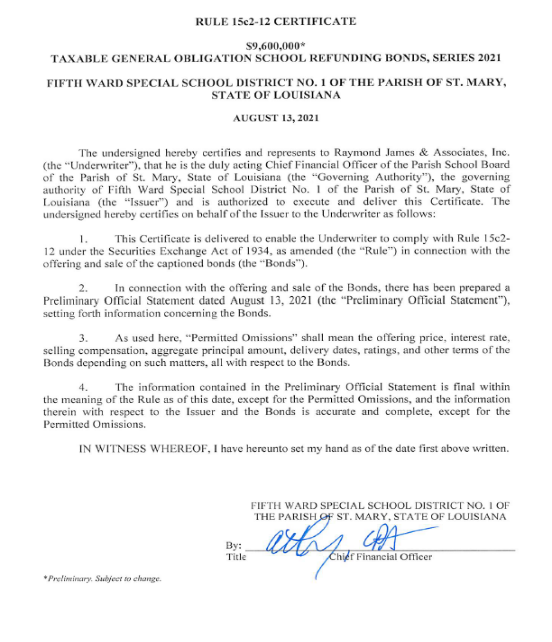 RULE 15c2-12 CERTIFICATE
$9,600,000*
TAXABLE GENERAL OBLIGATION SCHOOL REFUNDING BONDS, SERIES 2021
FIFTH WARD SPECIAL SCHOOL DISTRICT NO. 1 OF THE PARISH OF ST. MARY,
STATE OF LOUISIANA
AUGUST 13, 2021
The undersigned hereby certifies and represents to Raymond James & Associates, Inc.
(the “Underwriter”), that he is the duly acting Chief Financial Officer of the Parish School Board
of the Parish of St. Mary, State of Louisiana (the “Governing Authority”), the governing
authority of Fifth Ward Special School District No. 1 of the Parish of St. Mary, State of
Louisiana (the “Issuer”) and is authorized to execute and deliver this Certificate. The
undersigned hereby certifies on behalf of the Issuer to the Underwriter as follows:
1. This Certificate is delivered to enable the Underwriter to comply with Rule 15c2-
12 under the Securities Exchange Act of 1934, as amended (the “Rule”) in connection with the
offering and sale of the captioned bonds (the “Bonds”).
2. In connection with the offering and sale of the Bonds, there has been prepared a
Preliminary Official Statement dated August 13, 2021 (the “Preliminary Official Statement”),
setting forth information concerning the Bonds.
3. As used here, “Permitted Omissions” shall mean the offering price, interest rate,
selling compensation, aggregate principal amount, delivery dates, ratings, and other terms of the
Bonds depending on such matters, all with respect to the Bonds.
4. The information contained in the Preliminary Official Statement is final within
the meaning of the Rule as of this date, except for the Permitted Omissions, and the information
therein with respect to the Issuer and the Bonds is accurate and complete, except for the
Permitted Omissions.
IN WITNESS WHEREOF, I have hereunto set my hand as of the date first above written.
FIFTH WARD SPECIAL SCHOOL DISTRICT NO. 1 OF
THE PARISH OF ST. MARY, STATE OF LOUISIANA
By:
Title Chief Financial Officer
*Preliminary. Subject to change.